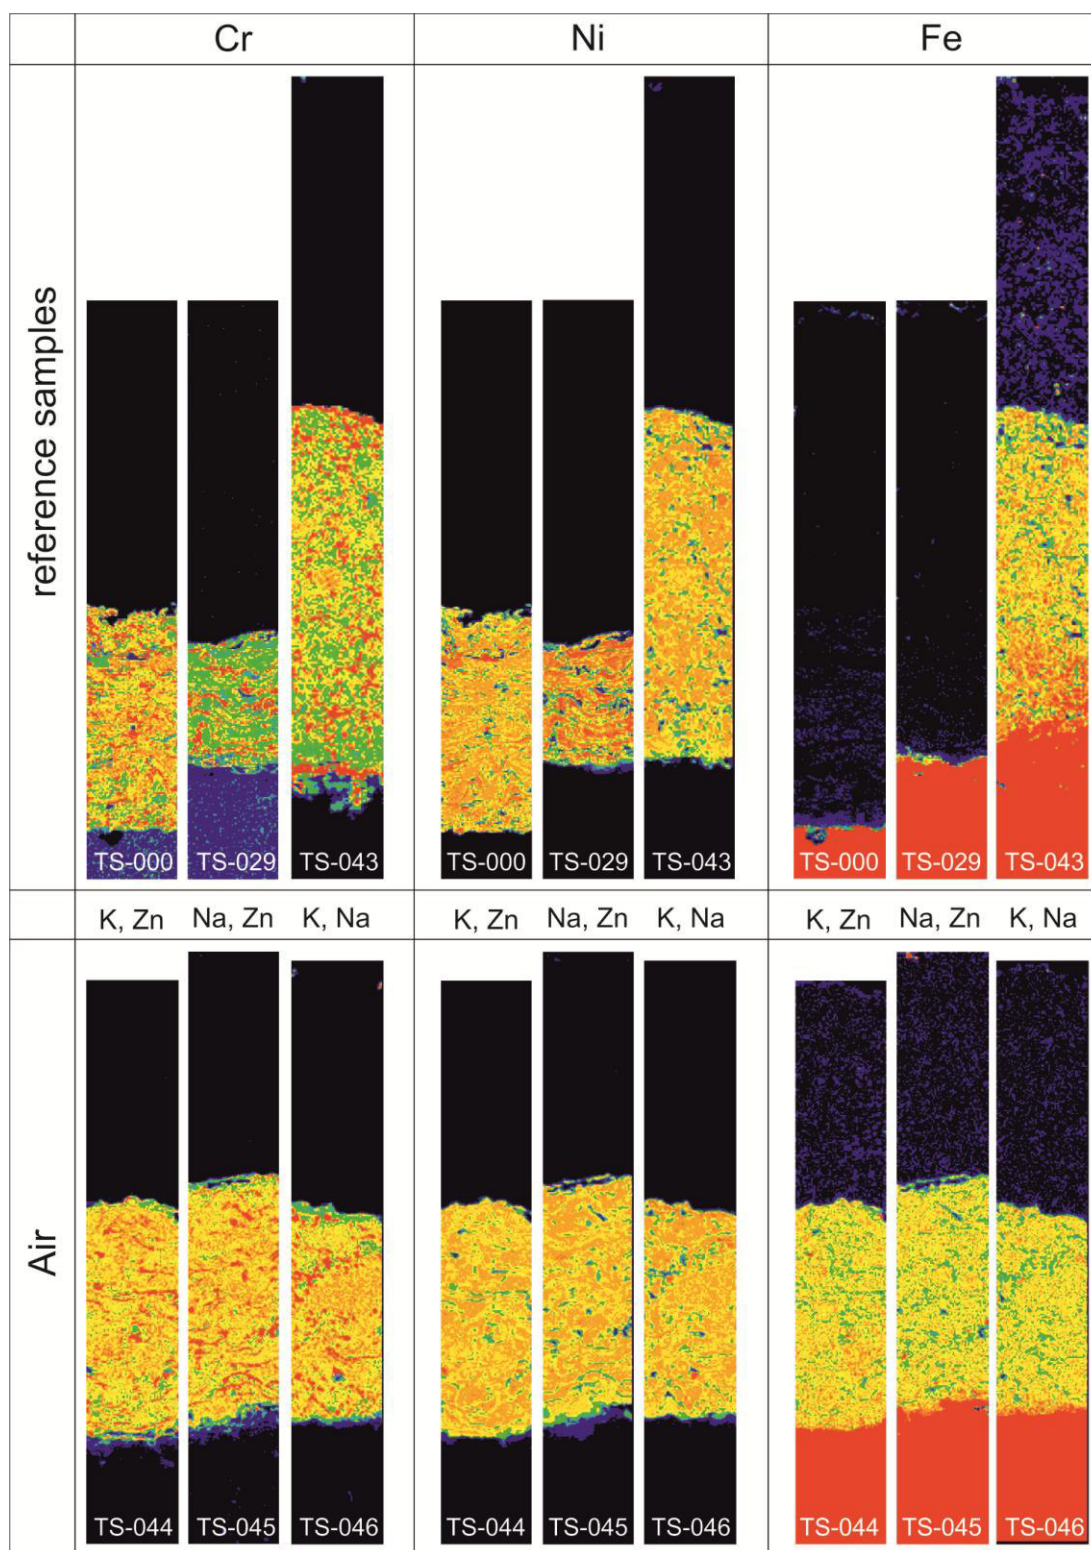 Cr Ni Fe
reference samples
TS-000 TS-029 TS-043 TS-000 TS-029 TS-043 TS-000 TS-029 TS-043
K, Zn Na, Zn K, Na K, Zn Na, Zn K, Na K, Zn Na, Zn K, Na
Air
TS-044 TS-045 TS-046 TS-044 TS-045 TS-046 TS-044 TS-045 TS-046